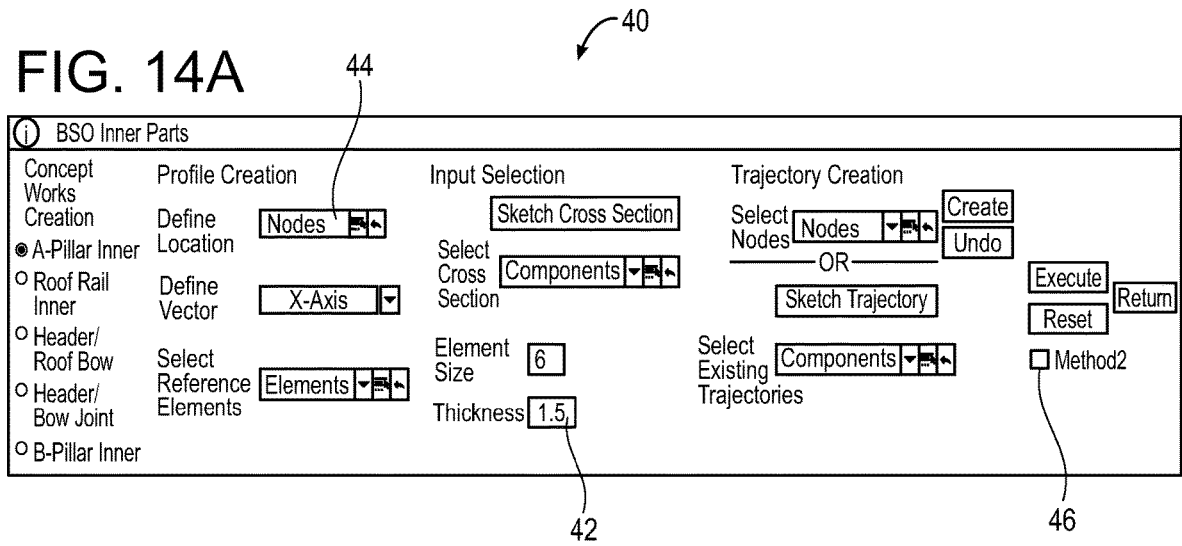 FIG. 14A
40
44
i BSO Inner Parts
Concept
Works
Creation
A-Pillar Inner
Roof Rail
Inner
Header/
Roof Bow
Header/
Bow Joint
B-Pillar Inner
Profile Creation
Define
Location
Nodes
Define
Vector
X-Axis
Select
Reference
Elements
Elements
Input Selection
Sketch Cross Section
Select
Cross
Section
Components
Element
Size
6
Thickness
1.5
Trajectory Creation
Select
Nodes
Nodes
Create
Undo
OR
Sketch Trajectory
Select
Existing
Trajectories
Components
Execute
Reset
Return
Method2
42
46